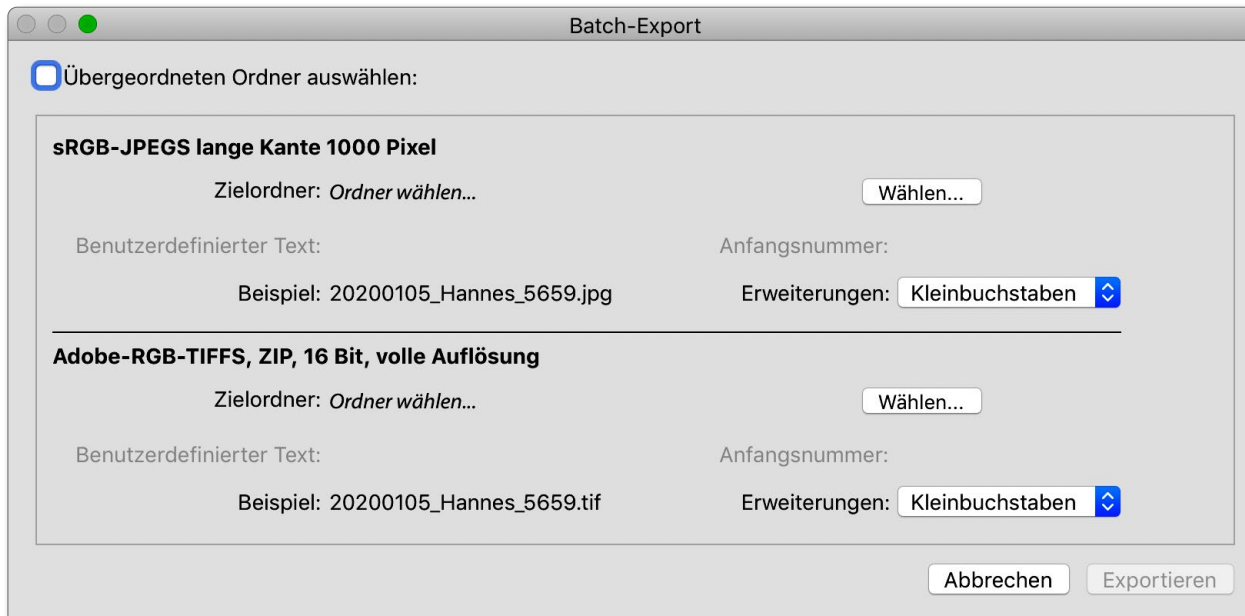 Batch-Export
Übergeordneten Ordner auswählen:
sRGB-JPEGS lange Kante 1000 Pixel
Zielordner: Ordner wählen... Wählen...
Benutzerdefinierter Text: Anfangsnummer:
Beispiel: 20200105_Hannes_5659.jpg Erweiterungen: Kleinbuchstaben
Adobe-RGB-TIFFS, ZIP, 16 Bit, volle Auflösung
Zielordner: Ordner wählen... Wählen...
Benutzerdefinierter Text: Anfangsnummer:
Beispiel: 20200105_Hannes_5659.tif Erweiterungen: Kleinbuchstaben
Abbrechen Exportieren